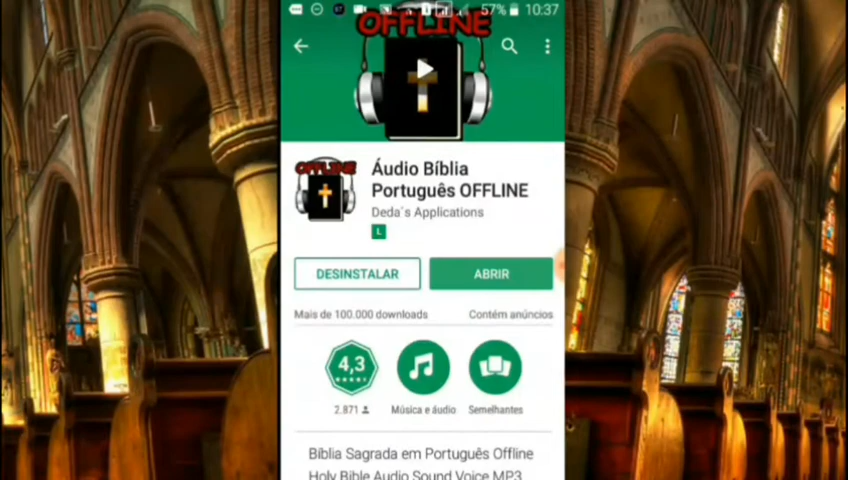 57% 10:37
OFFLINE
OFFLINE
Áudio Bíblia
Português OFFLINE
Deda´s Applications
L
DESINSTALAR
ABRIR
Mais de 100.000 downloads
Contém anúncios
4,3
2.871
Música e áudio
Semelhantes
Bíblia Sagrada em Português Offline
Holy Bible Audio Sound Voice MP3